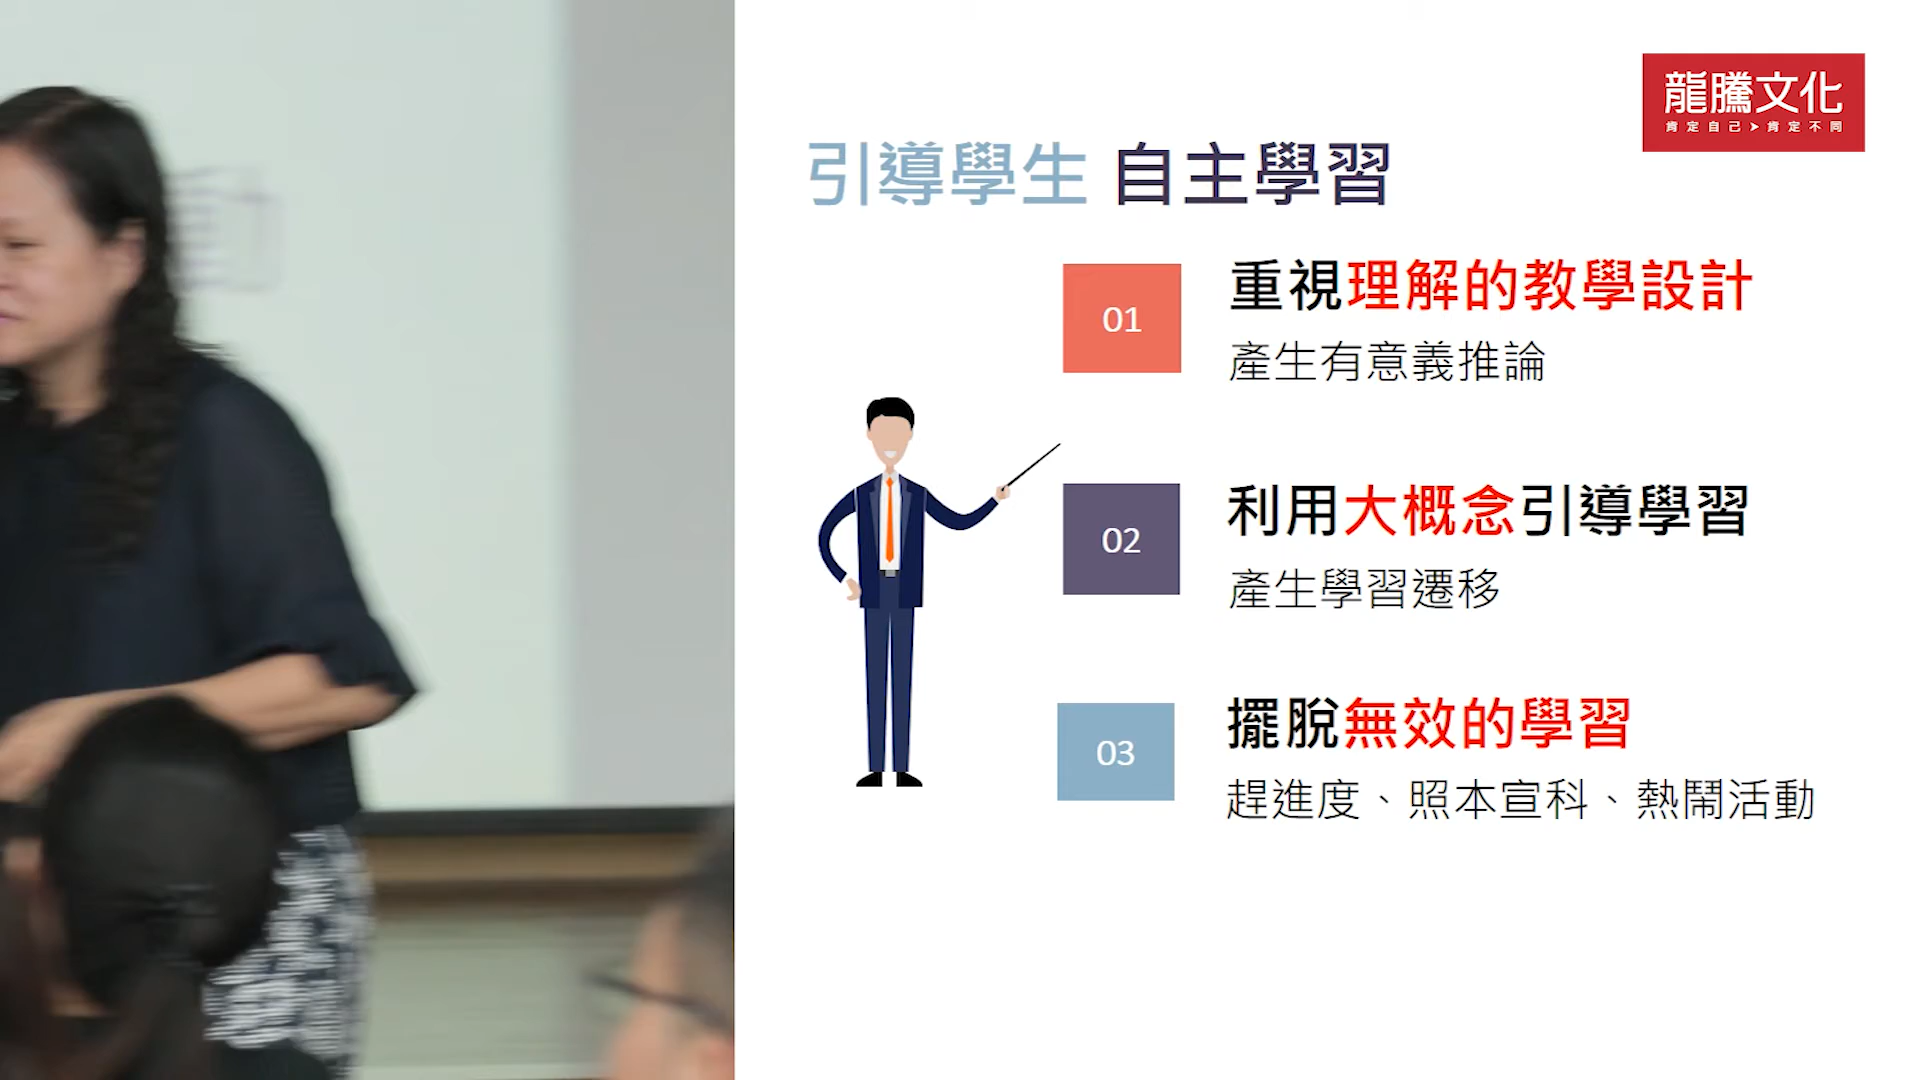 龍騰文化
肯定自己➤肯定不同
引導學生 自主學習
01
重視理解的教學設計
產生有意義推論
02
利用大概念引導學習
產生學習遷移
03
擺脫無效的學習
趕進度、照本宣科、熱鬧活動